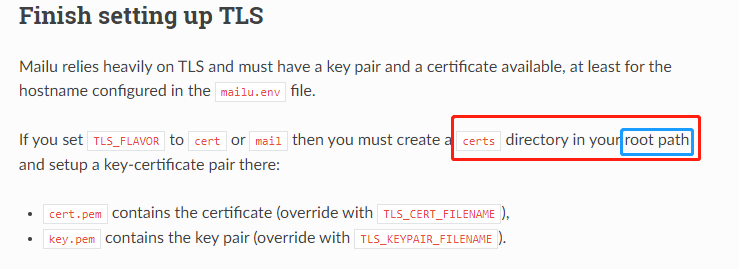 Finish setting up TLS
Mailu relies heavily on TLS and must have a key pair and a certificate available, at least for the
hostname configured in the mailu.env file.
If you set TLS_FLAVOR to cert or mail then you must create a certs directory in your root path
and setup a key-certificate pair there:
• cert.pem contains the certificate (override with TLS_CERT_FILENAME),
• key.pem contains the key pair (override with TLS_KEYPAIR_FILENAME).